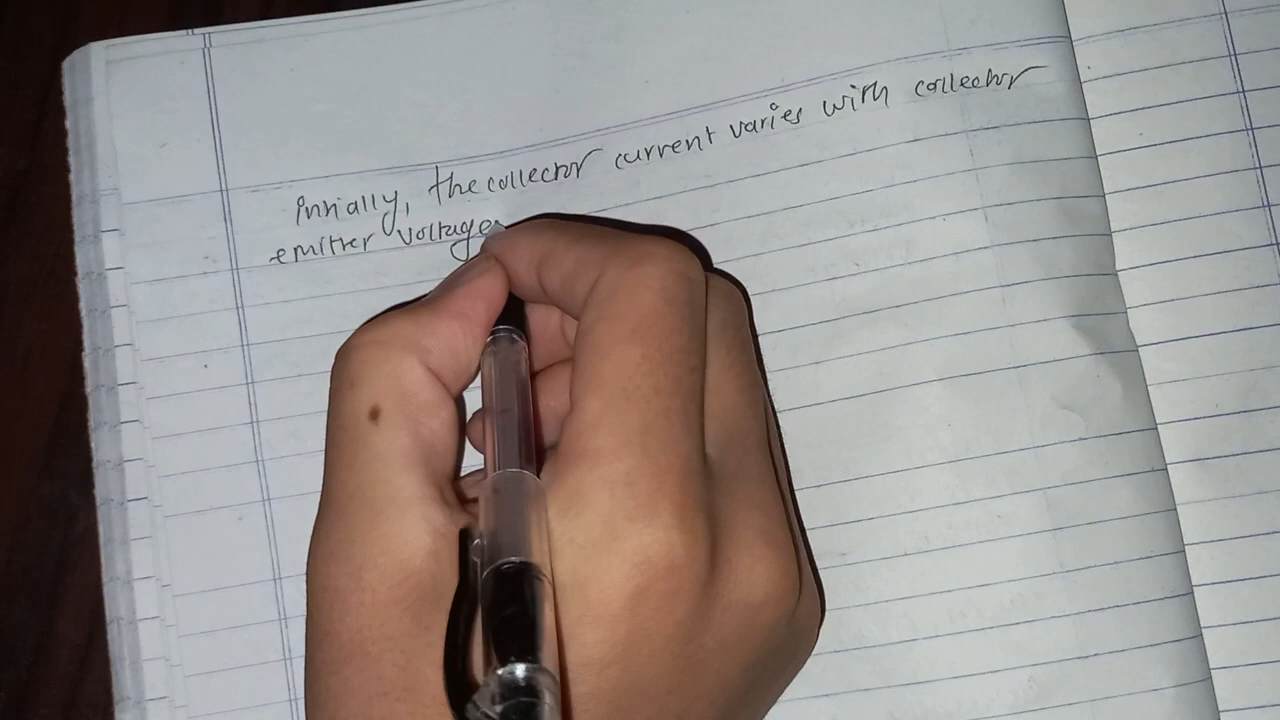 initially, the collector current varies with collector
emitter voltage